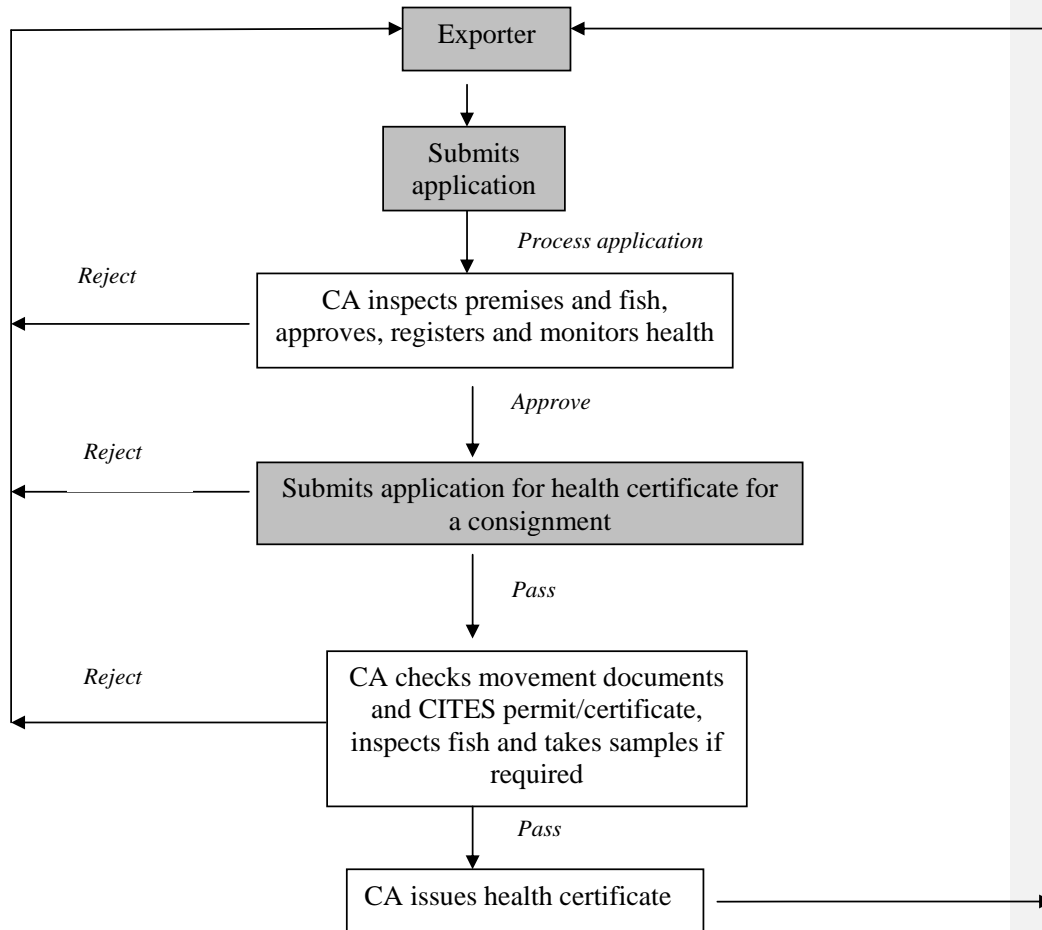 Exporter
Submits
application
Process application
Reject
CA inspects premises and fish,
approves, registers and monitors health
Approve
Reject
Submits application for health certificate for
a consignment
Pass
Reject
CA checks movement documents
and CITES permit/certificate,
inspects fish and takes samples if
required
Pass
CA issues health certificate